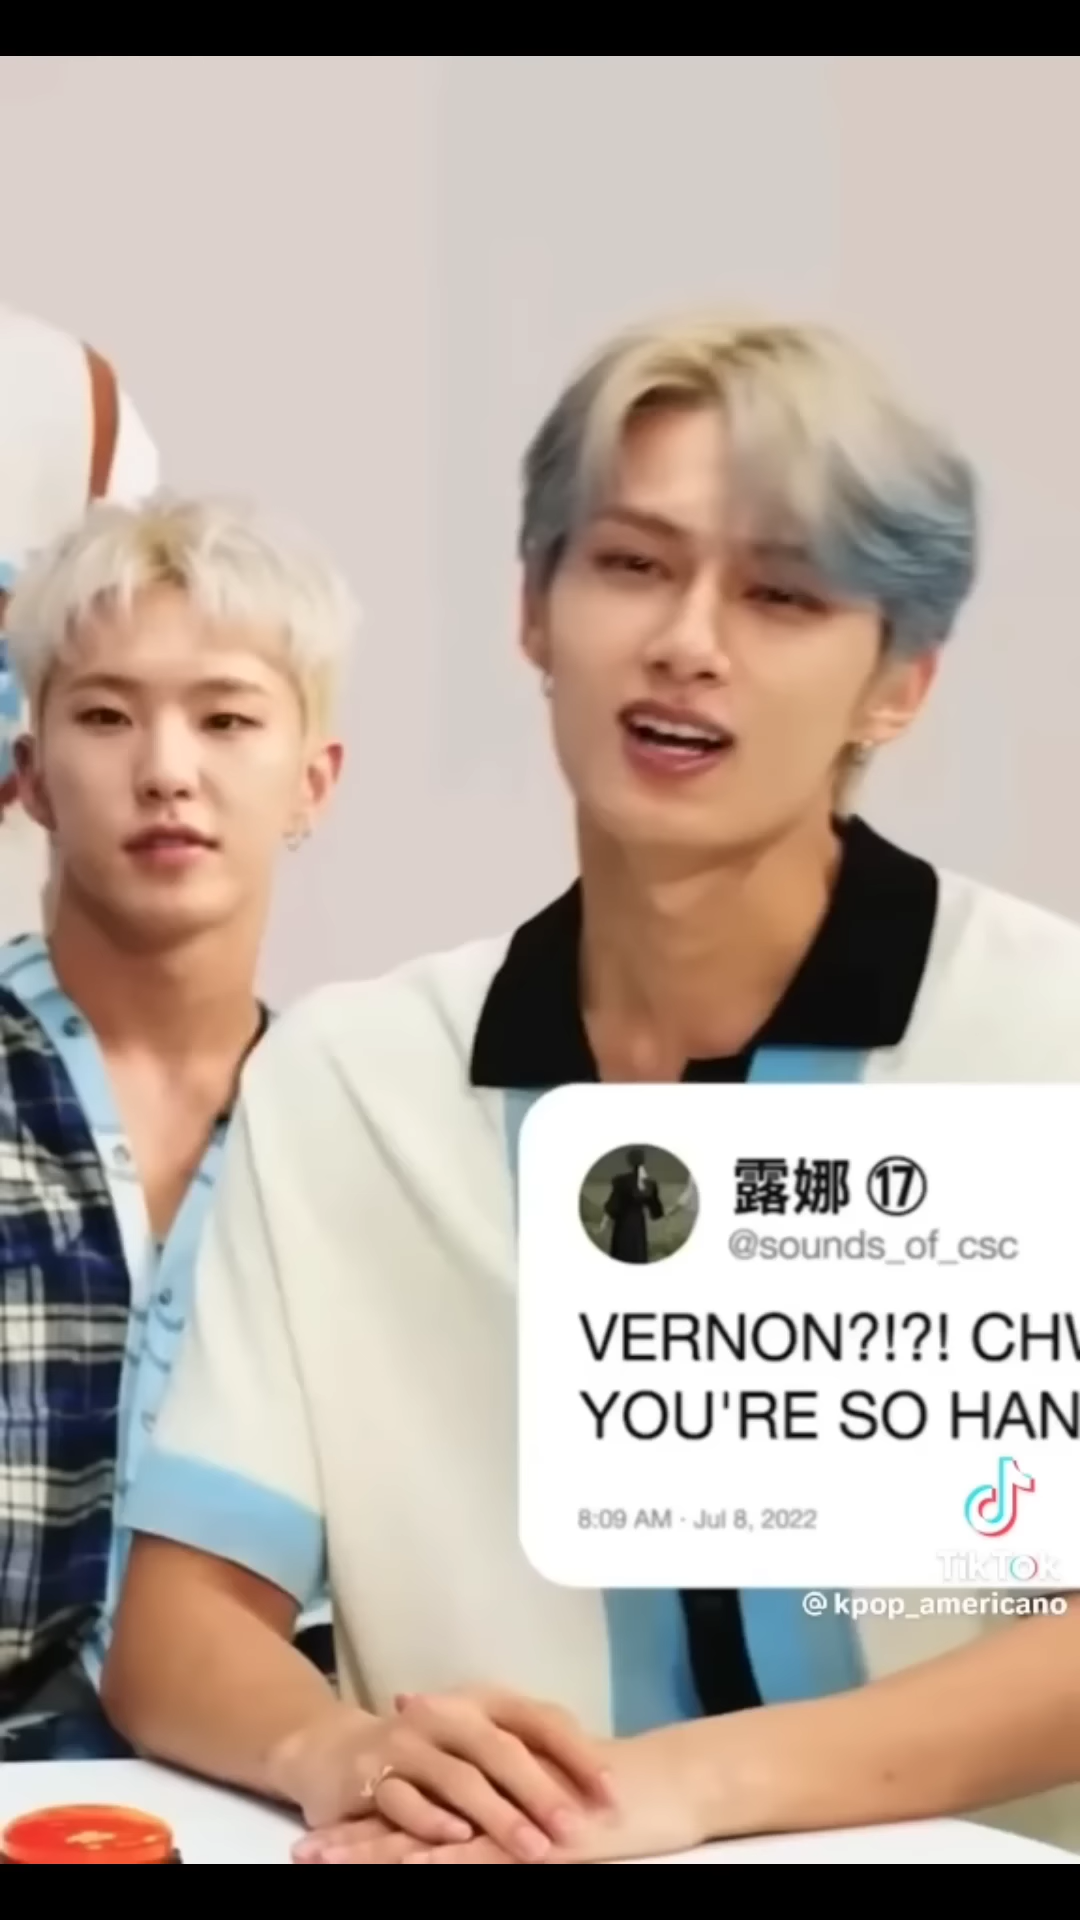 露娜 ⑰
@sounds_of_csc
VERNON?!?! CH
YOU'RE SO HAN
8:09 AM · Jul 8, 2022
TikTok
@kpop_americano